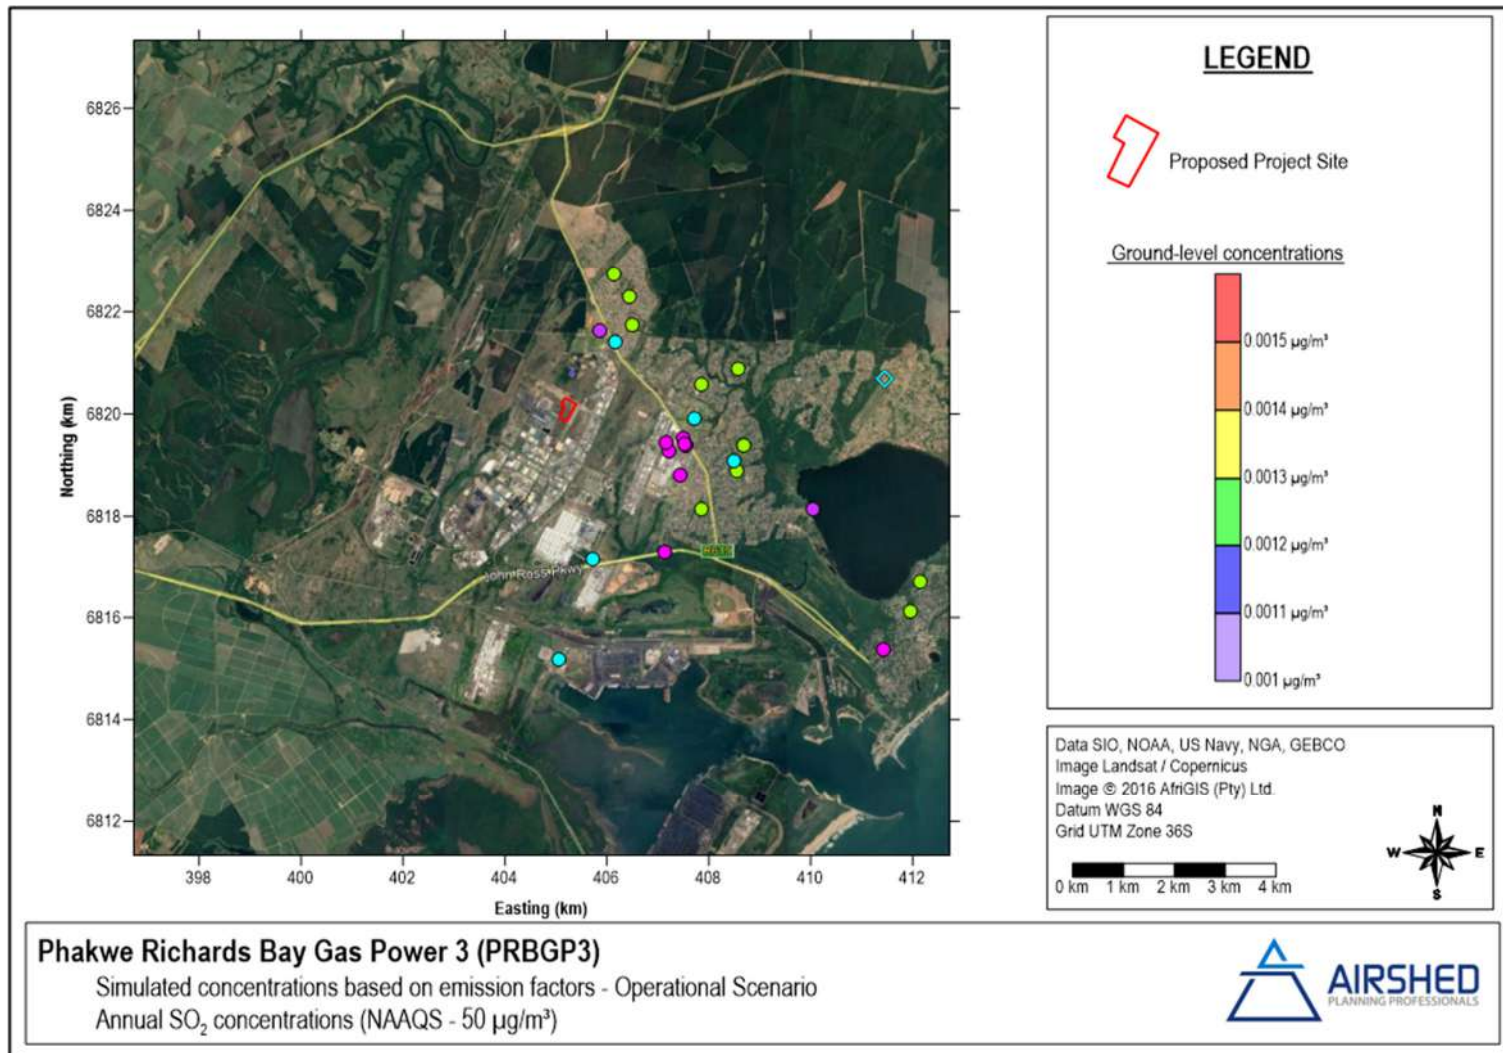 LEGEND
Proposed Project Site
Ground-level concentrations
0.0015 µg/m³
0.0014 µg/m³
0.0013 µg/m³
0.0012 µg/m³
0.0011 µg/m³
0.001 µg/m³
6826
6824
6822
6820
6818
6816
6814
6812
Northing (km)
John Ross Pkwy
398
400
402
404
406
408
410
412
Easting (km)
Data SIO, NOAA, US Navy, NGA, GEBCO
Image Landsat / Copernicus
Image © 2016 AfriGIS (Pty) Ltd.
Datum WGS 84
Grid UTM Zone 36S
0 km 1 km 2 km 3 km 4 km
N
W E
S
Phakwe Richards Bay Gas Power 3 (PRBGP3)
Simulated concentrations based on emission factors - Operational Scenario
Annual SO₂ concentrations (NAAQS - 50 µg/m³)
AIRSHED
PLANNING PROFESSIONALS